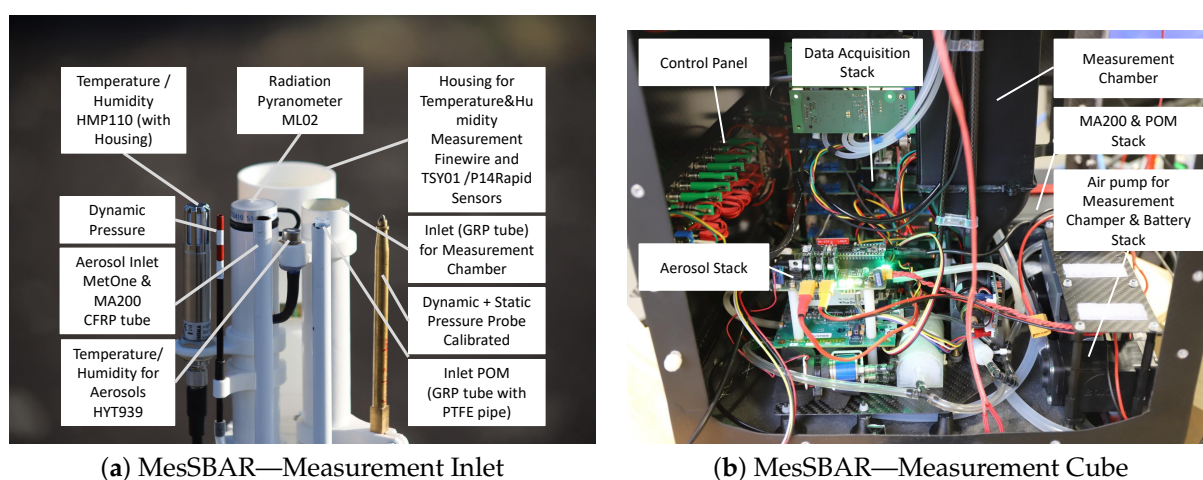 Temperature /
Humidity
HMP110 (with
Housing)
Radiation
Pyranometer
ML02
Housing for
Temperature&Hu
midity
Measurement
Finewire and
TSY01 /P14Rapid
Sensors
Dynamic
Pressure
Inlet (GRP tube)
for Measurement
Chamber
Aerosol Inlet
MetOne &
MA200
CFRP tube
Dynamic + Static
Pressure Probe
Calibrated
Temperature/
Humidity for
Aerosols
HYT939
Inlet POM
(GRP tube with
PTFE pipe)
(a) MesSBAR—Measurement Inlet
Control Panel
Data Acquisition
Stack
Measurement
Chamber
MA200 & POM
Stack
Air pump for
Measurement
Champer & Battery
Stack
Aerosol Stack
(b) MesSBAR—Measurement Cube